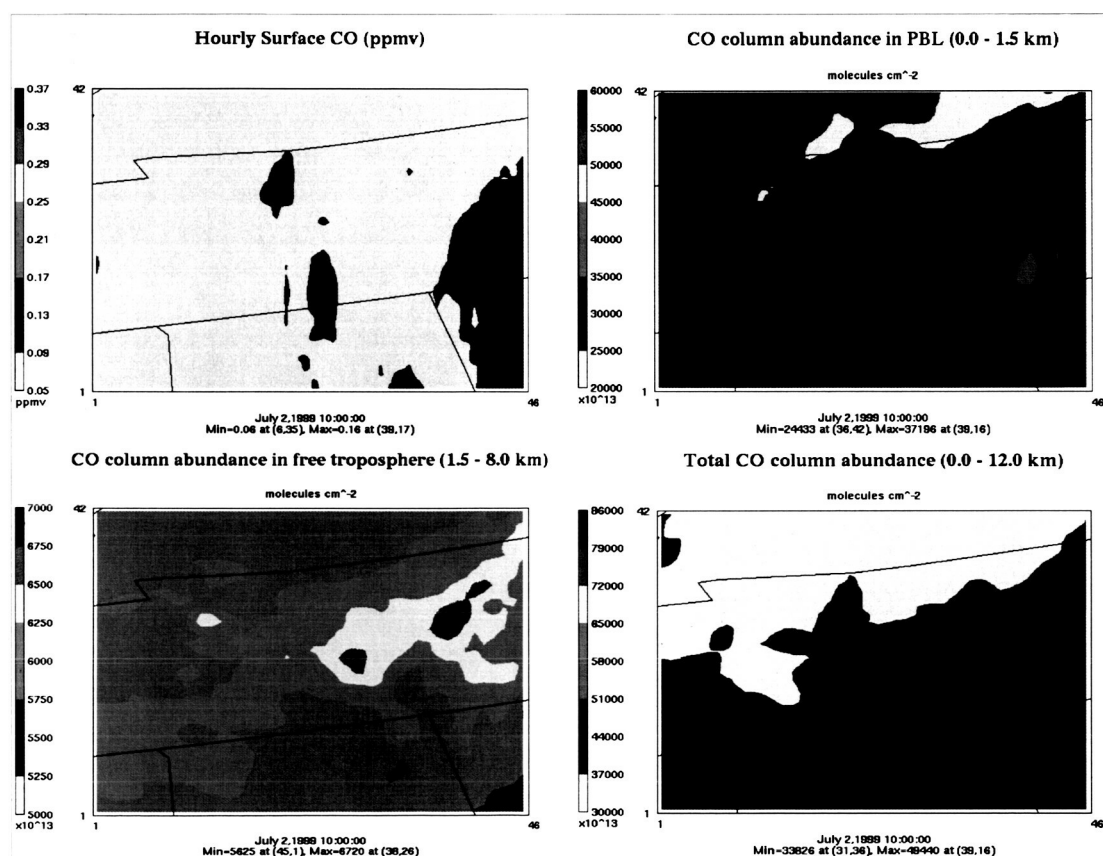 Hourly Surface CO (ppmv)
42
0.37
0.33
0.29
0.25
0.21
0.17
0.13
0.09
0.05
ppmv
1
1
46
July 2,1999 10:00:00
Min=0.06 at (6,35), Max=0.16 at (39,17)
CO column abundance in PBL (0.0 - 1.5 km)
molecules cm^-2
42
60000
55000
50000
45000
40000
35000
30000
25000
20000
x10^13
1
1
46
July 2,1999 10:00:00
Min=24433 at (36,42), Max=37196 at (39,16)
CO column abundance in free troposphere (1.5 - 8.0 km)
molecules cm^-2
42
7000
6750
6500
6250
6000
5750
5500
5250
5000
x10^13
1
1
46
July 2,1999 10:00:00
Min=5625 at (45,1), Max=6720 at (38,26)
Total CO column abundance (0.0 - 12.0 km)
molecules cm^-2
42
86000
79000
72000
65000
58000
51000
44000
37000
30000
x10^13
1
1
46
July 2,1999 10:00:00
Min=33826 at (31,36), Max=49440 at (39,16)